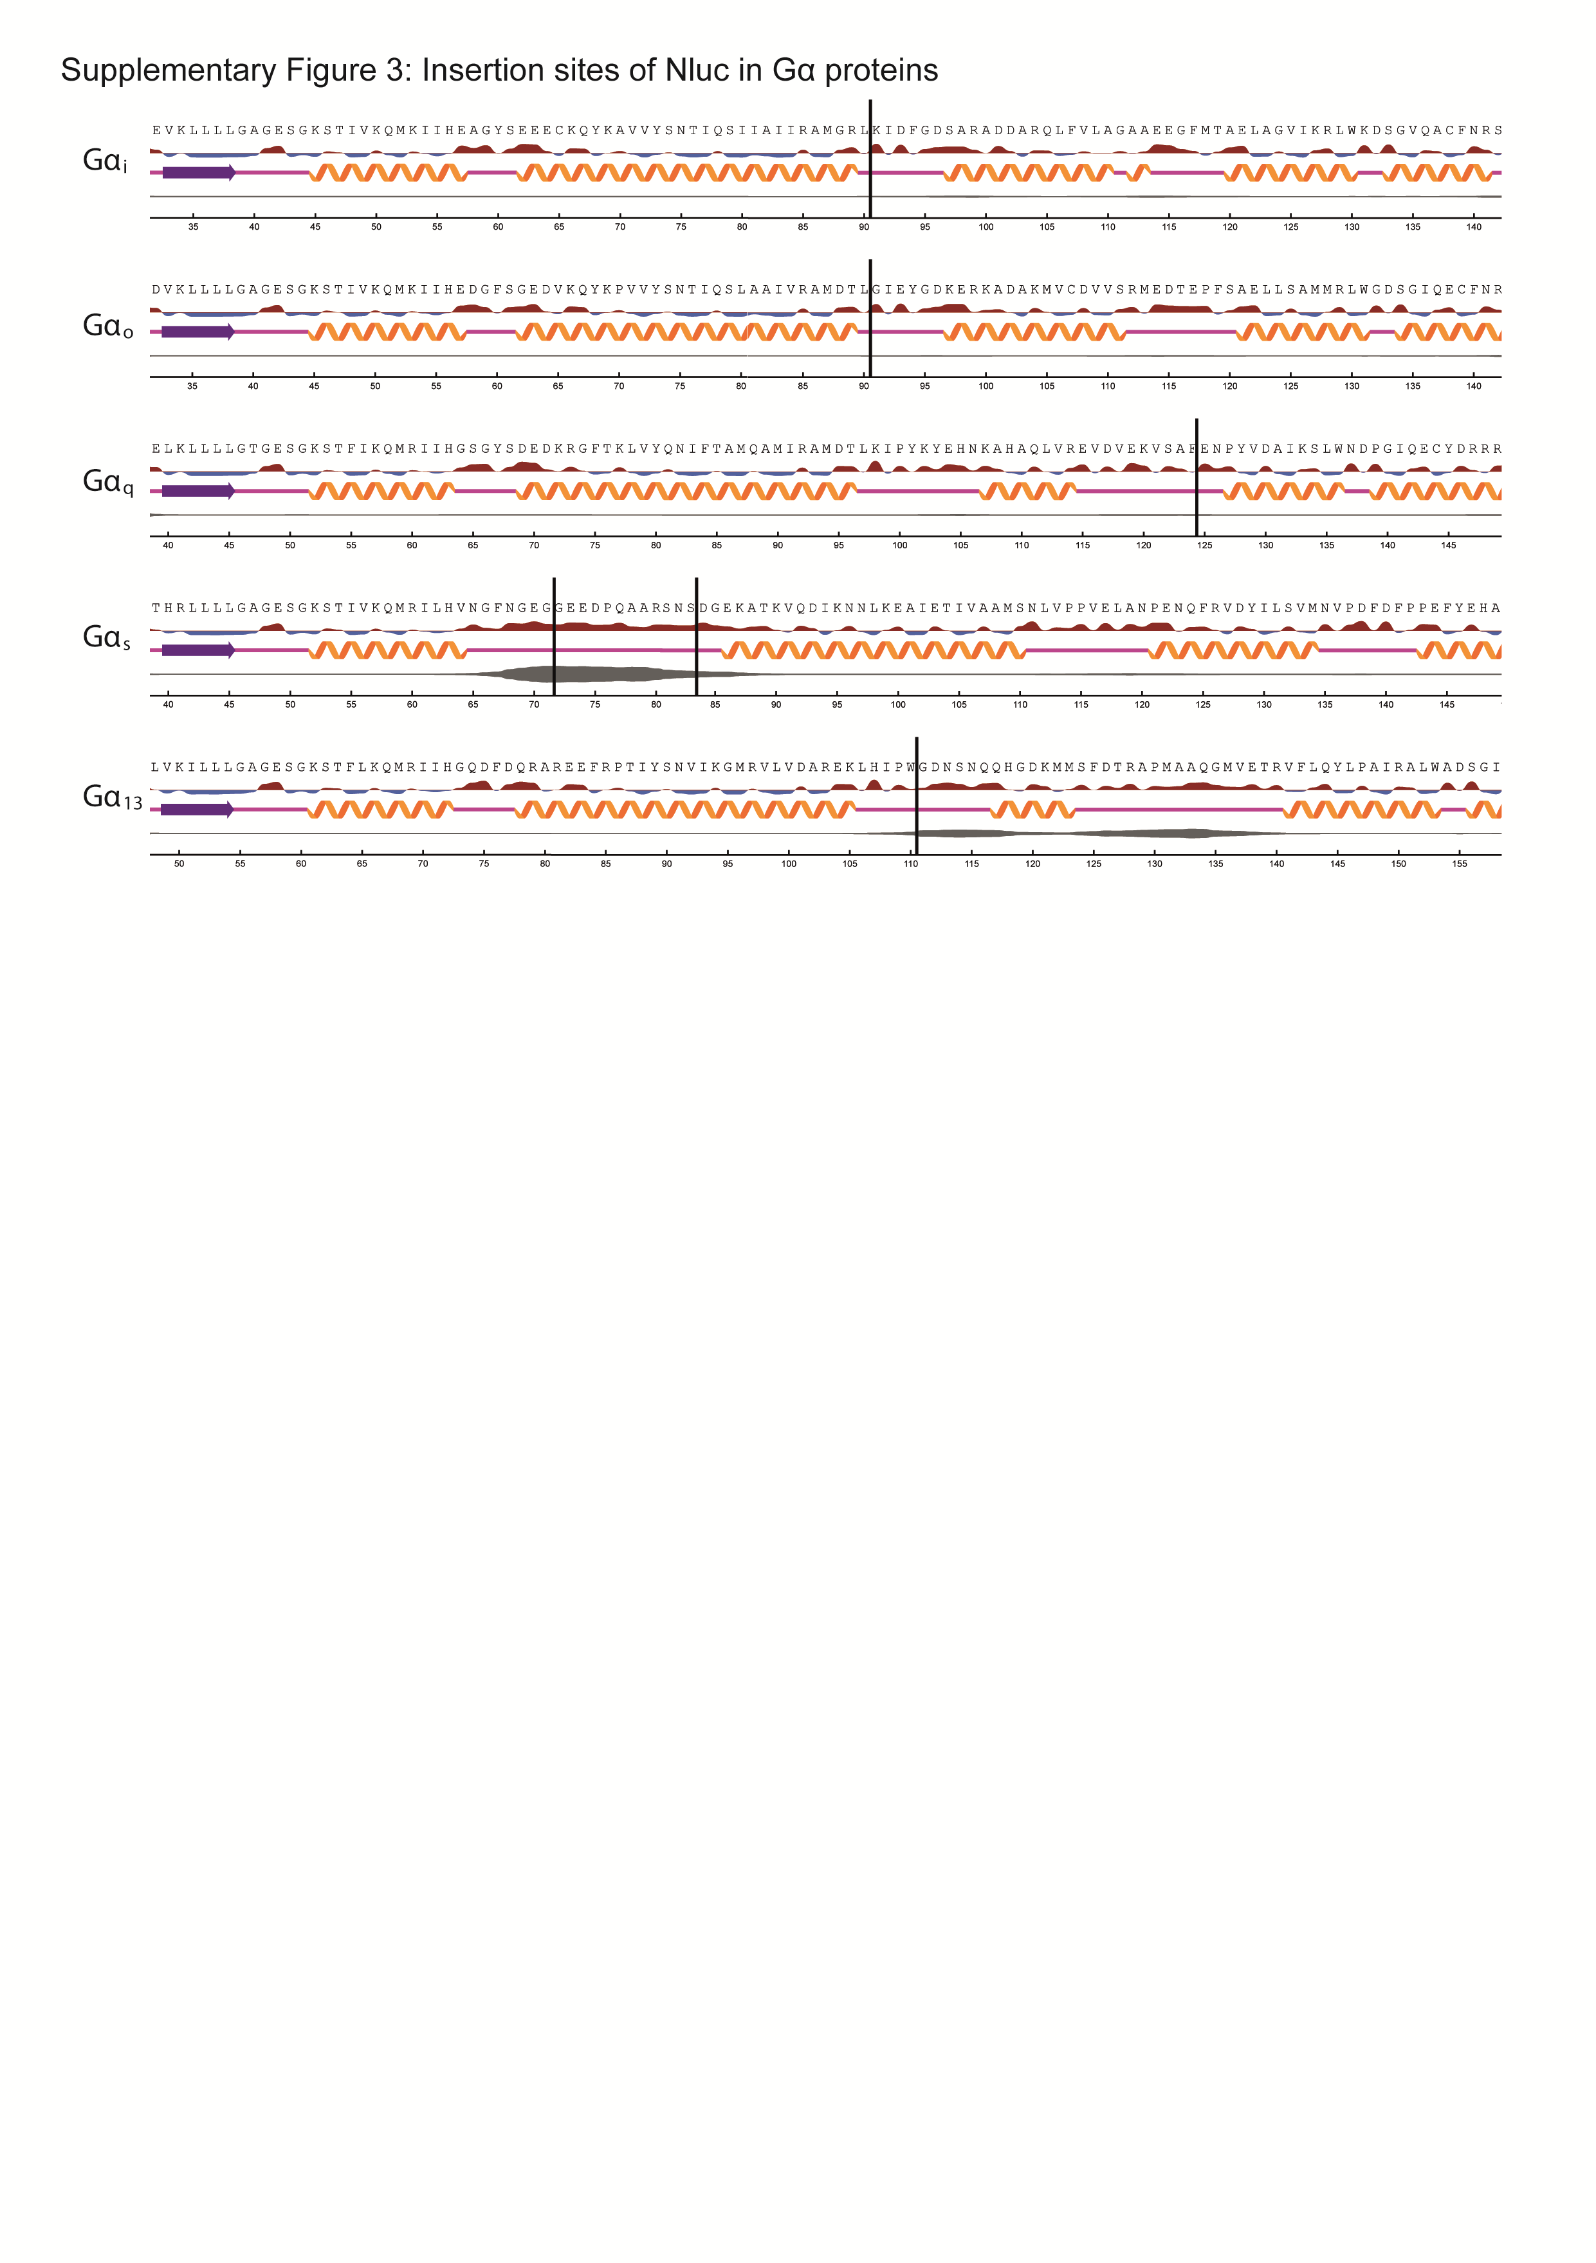 Supplementary Figure 3: Insertion sites of Nluc in Gα proteins
EVKLLLLGAGESGKSTIVKQMKIIHEAGYSEEECKQYKAVVYSNTIQSIIAIIRAMGRLKIDFGDSARADDARQLFVLAGAAEEGFMTAELAGVIKRLWKDSGVQACFNRS
Gαi
35 40 45 50 55 60 65 70 75 80 85 90 95 100 105 110 115 120 125 130 135 140
DVKLLLLGAGESGKSTIVKQMKIIHEDGFSGEDVKQYKPVVYSNTIQSLAAIVRAMDTLGIEYGDKERKADAKMVCDVVSRMEDTEPFSAELLSAMMRLWGDSGIQECFNR
Gαo
35 40 45 50 55 60 65 70 75 80 85 90 95 100 105 110 115 120 125 130 135 140
ELKLLLLGTGESGKSTFIKQMRIIHGSGYSDEDKRGFTKLVYQNIFTAMQAMIRAMDTLKIPYKYEHNKAHAQLVREVDVEKVSAFENPYVDAIKSLWNDPGIQECYDRRR
Gαq
40 45 50 55 60 65 70 75 80 85 90 95 100 105 110 115 120 125 130 135 140 145
THRLLLLGAGESGKSTIVKQMRILHVNGFNGEGGEEDPQAARSNSDGEKATKVQDIKNNLKEAIETIVAAMSNLVPPVELANPENQFRVDYILSVMNVPDFDFPPEFYEHA
Gαs
40 45 50 55 60 65 70 75 80 85 90 95 100 105 110 115 120 125 130 135 140 145
LVKILLLGAGESGKSTFLKQMRIIHGQDFDQRAREEFRPTIYSNVIKGMRVLVDAREKLHIPWGDNSNQQHGDKMMSFDTRAPMAAQGMVETRVFLQYLPAIRALWADSGI
Gα13
50 55 60 65 70 75 80 85 90 95 100 105 110 115 120 125 130 135 140 145 150 155